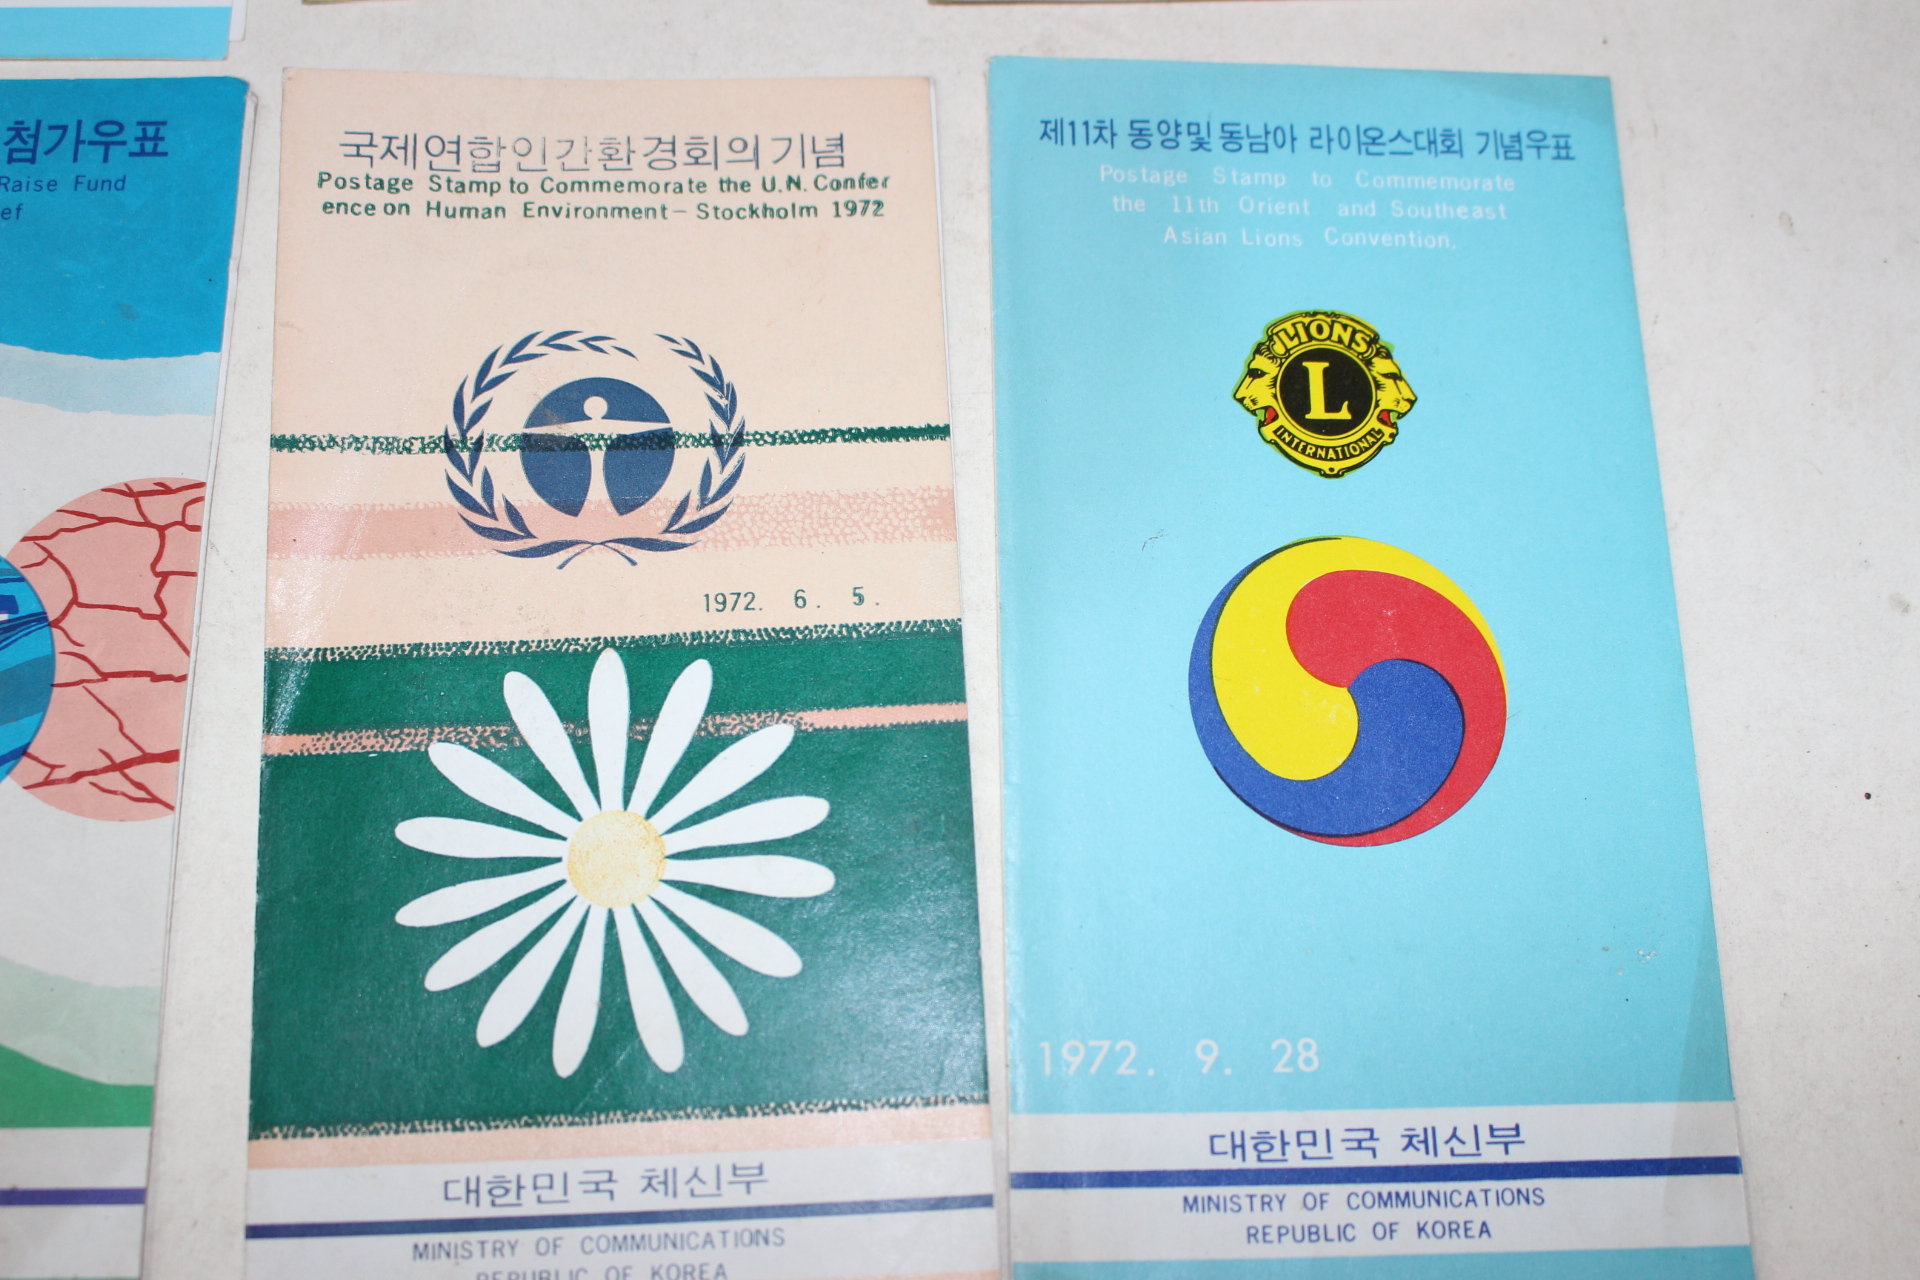 첨가우표
Raise Fund
ef
국제연합인간환경회의기념
Postage Stamp to Commemorate the U.N. Confer
ence on Human Environment – Stockholm 1972
1972. 6. 5.
대한민국 체신부
MINISTRY OF COMMUNICATIONS
REPUBLIC OF KOREA
제11차 동양및동남아 라이온스대회 기념우표
Postage Stamp to Commemorate
the 11th Orient and Southeast
Asian Lions Convention.
LIONS
L
INTERNATIONAL
1972. 9. 28
대한민국 체신부
MINISTRY OF COMMUNICATIONS
REPUBLIC OF KOREA